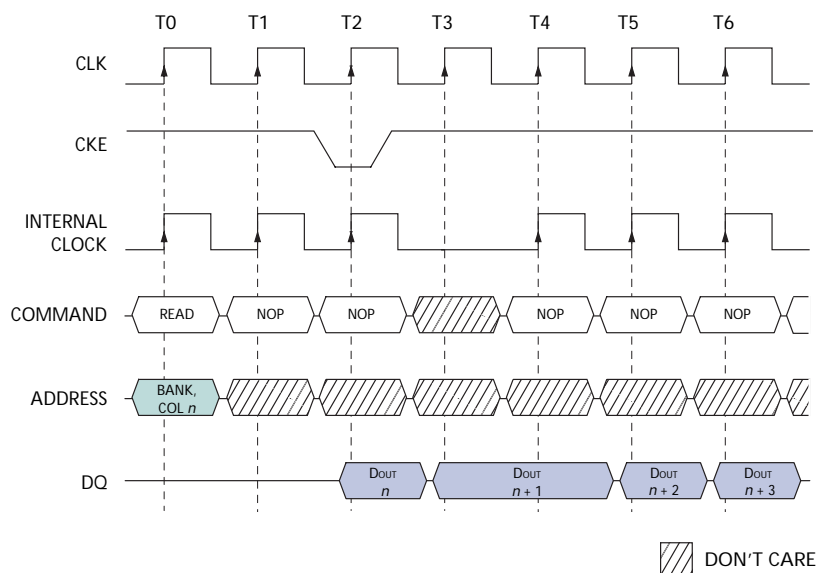 T0 T1 T2 T3 T4 T5 T6
CLK
CKE
INTERNAL
CLOCK
COMMAND READ NOP NOP NOP NOP NOP
ADDRESS BANK,
COL n
DQ DOUT DOUT DOUT DOUT
n n + 1 n + 2 n + 3
DON'T CARE